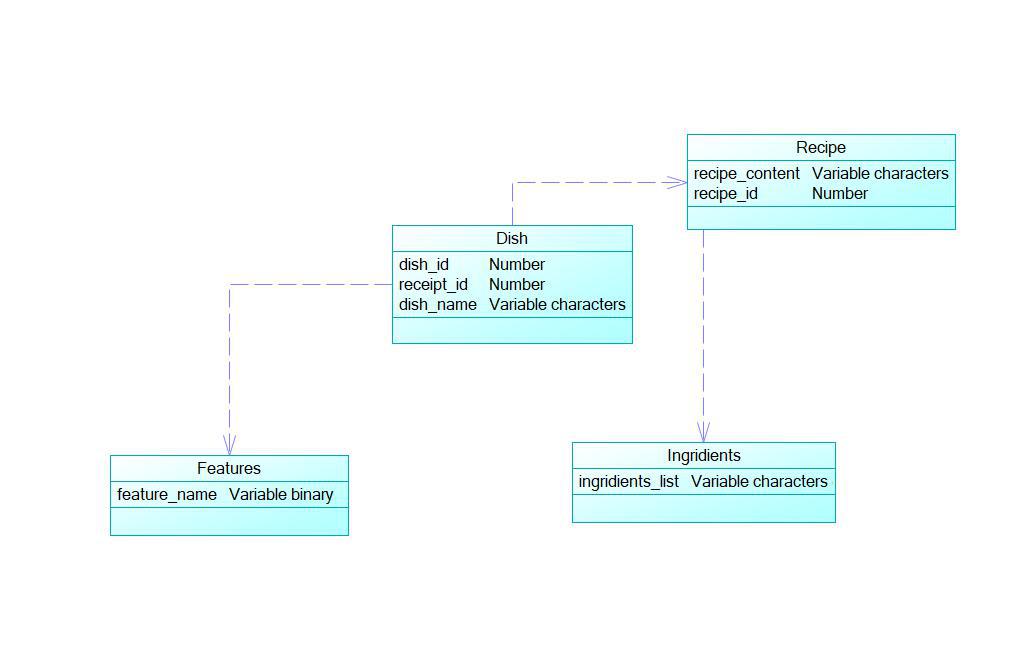 Recipe
recipe_content Variable characters
recipe_id Number
Dish
dish_id Number
receipt_id Number
dish_name Variable characters
Features
feature_name Variable binary
Ingridients
ingridients_list Variable characters